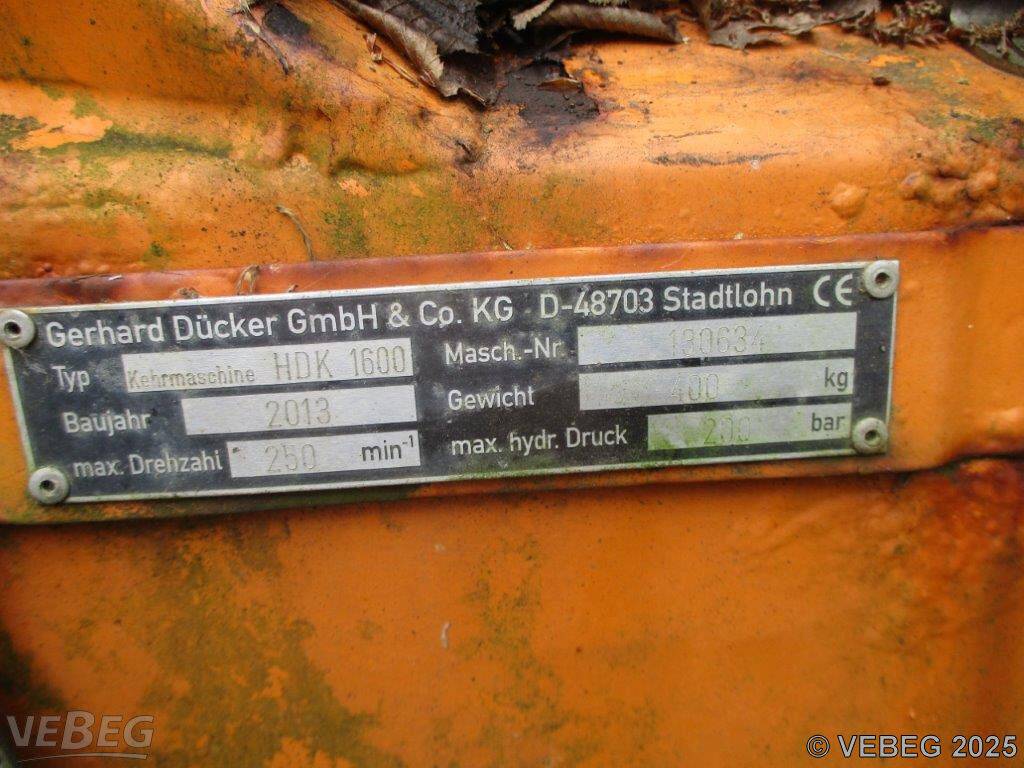 Gerhard Dücker GmbH & Co. KG D-48703 Stadtlohn CE
Typ Kehrmaschine HDK 1600
Masch.-Nr. 130634
Baujahr 2013
Gewicht 400 kg
max. Drehzahl 250 min-1
max. hydr. Druck 200 bar
VEBEG
© VEBEG 2025